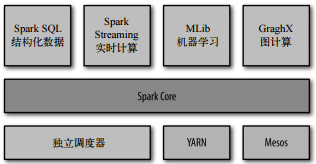 Spark SQL
结构化数据
Spark
Streaming
实时计算
MLib
机器学习
GraghX
图计算
Spark Core
独立调度器
YARN
Mesos